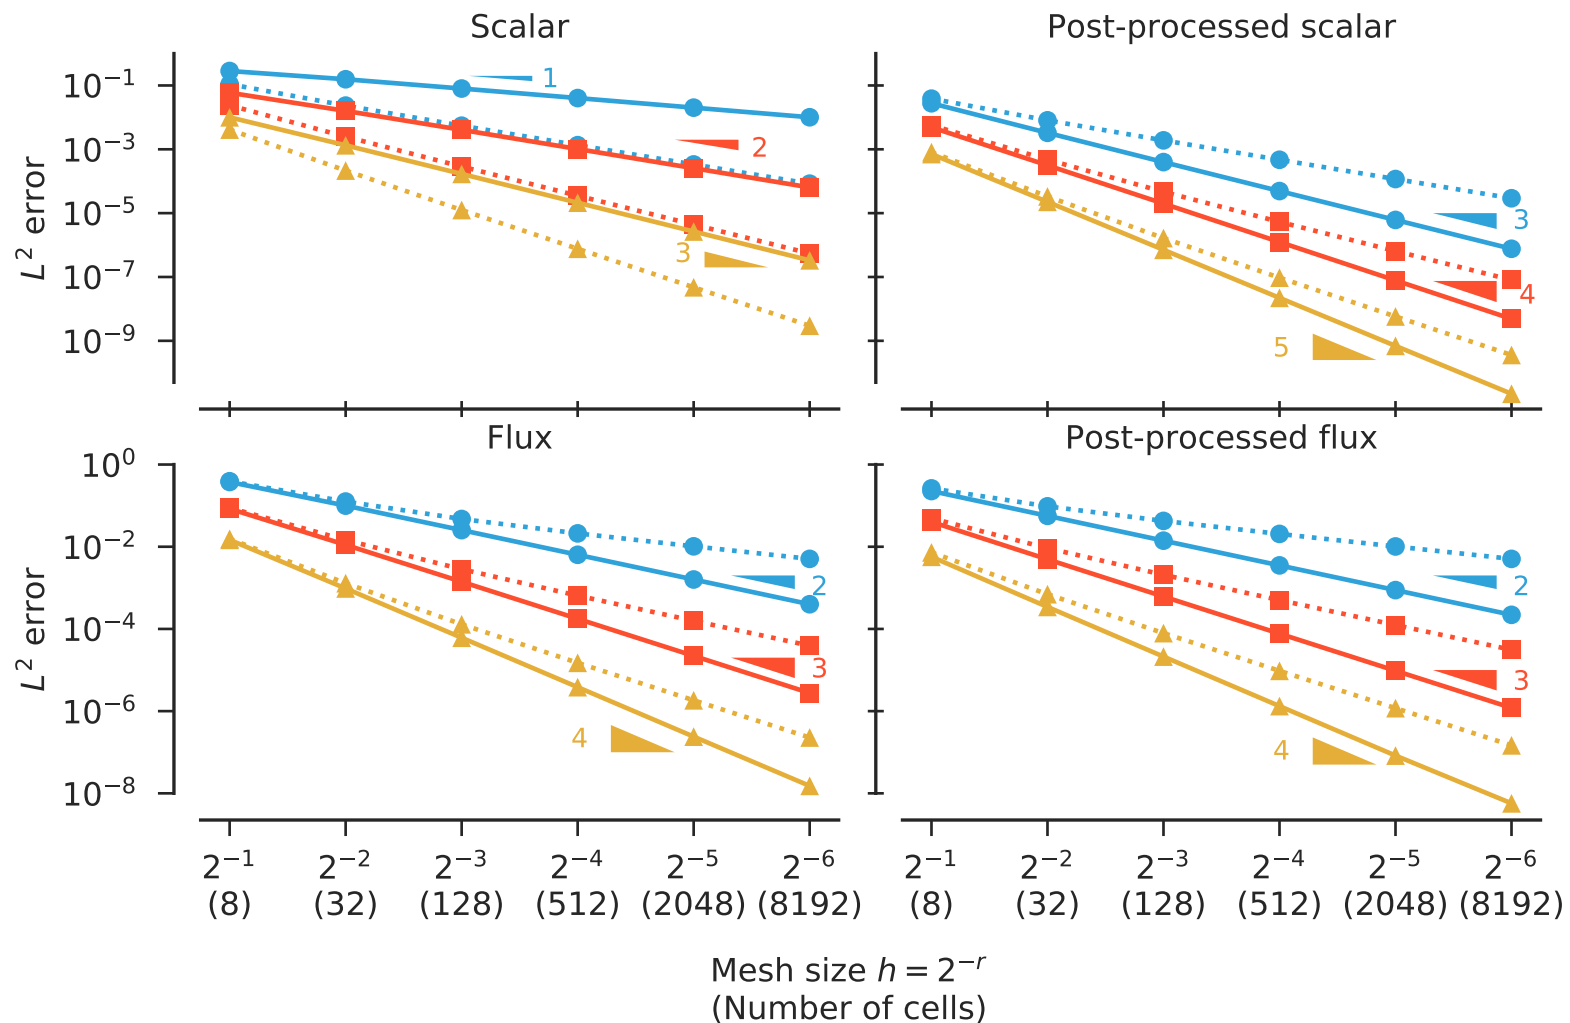 Scalar
Post-processed scalar
L² error
10⁻¹
10⁻³
10⁻⁵
10⁻⁷
10⁻⁹
1
2
3
3
4
5
Flux
Post-processed flux
L² error
10⁰
10⁻²
10⁻⁴
10⁻⁶
10⁻⁸
2
3
4
2
3
4
2⁻¹ 2⁻² 2⁻³ 2⁻⁴ 2⁻⁵ 2⁻⁶ 2⁻¹ 2⁻² 2⁻³ 2⁻⁴ 2⁻⁵ 2⁻⁶
(8) (32) (128) (512) (2048) (8192) (8) (32) (128) (512) (2048) (8192)
Mesh size h = 2⁻ʳ
(Number of cells)